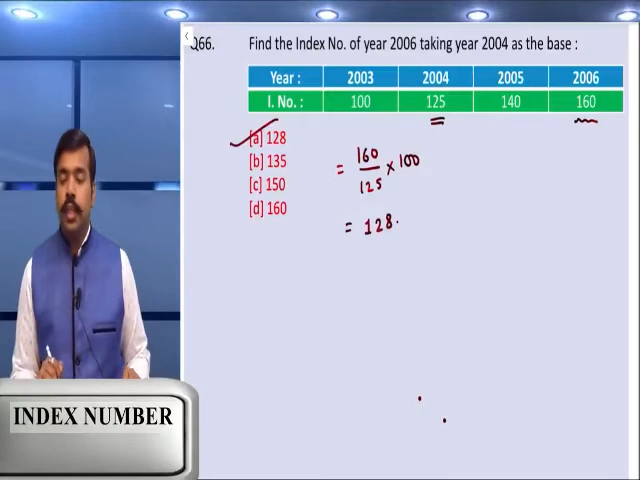 Q66. Find the Index No. of year 2006 taking year 2004 as the base :
Year : 2003 2004 2005 2006
I. No. : 100 125 140 160
[a] 128
[b] 135
[c] 150
[d] 160
= 160/125 × 100
= 128.
INDEX NUMBER